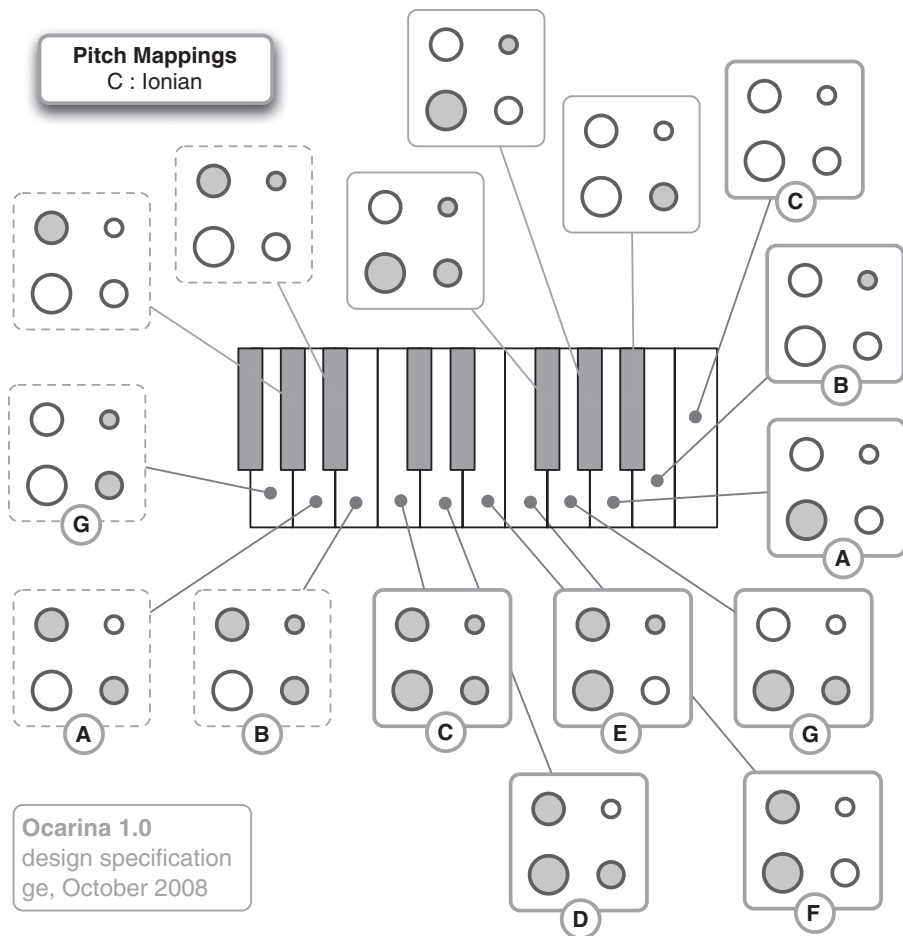 Pitch Mappings
C : Ionian
C
B
G
A
A
B
C
E
G
D
F
Ocarina 1.0
design specification
ge, October 2008